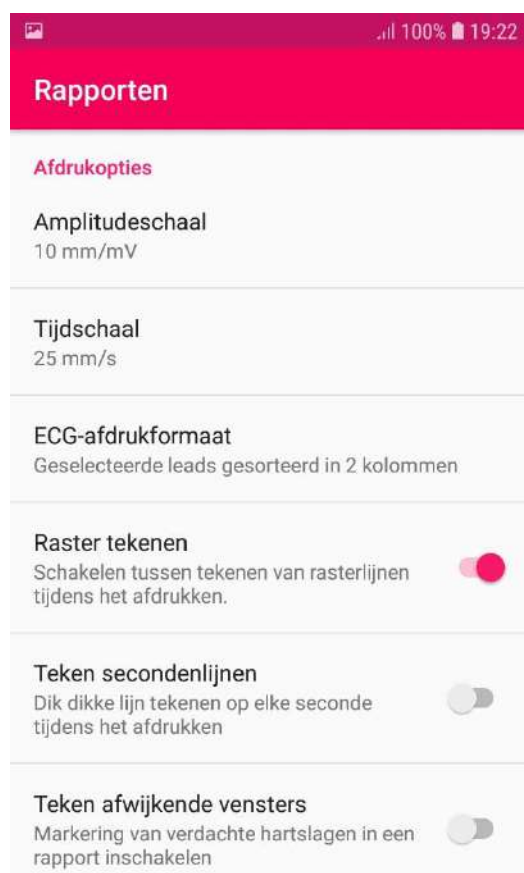 100% 19:22
Rapporten
Afdrukopties
Amplitudeschaal
10 mm/mV
Tijdschaal
25 mm/s
ECG-afdrukformaat
Geselecteerde leads gesorteerd in 2 kolommen
Raster tekenen
Schakelen tussen tekenen van rasterlijnen
tijdens het afdrukken.
Teken secondenlijnen
Dik dikke lijn tekenen op elke seconde
tijdens het afdrukken
Teken afwijkende vensters
Markering van verdachte hartslagen in een
rapport inschakelen